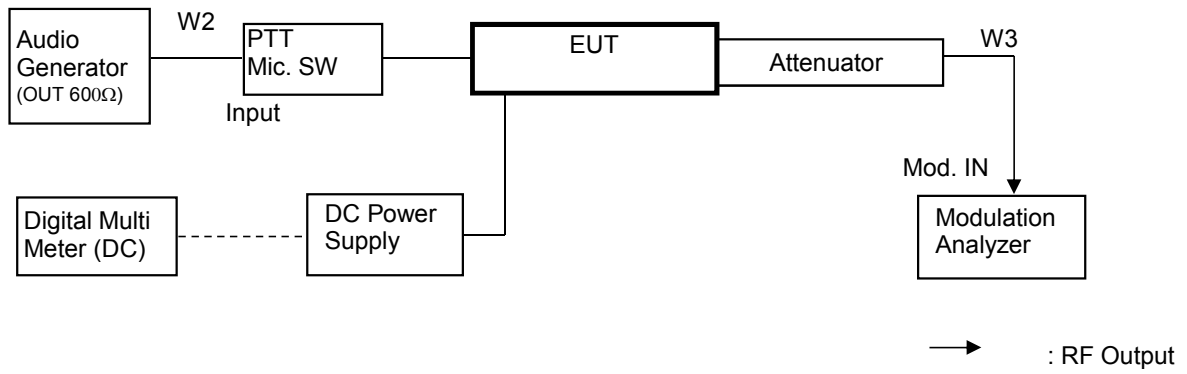 W2
Audio
Generator
(OUT 600Ω)
PTT
Mic. SW
Input
EUT
Attenuator
W3
Mod. IN
Digital Multi
Meter (DC)
DC Power
Supply
Modulation
Analyzer
: RF Output